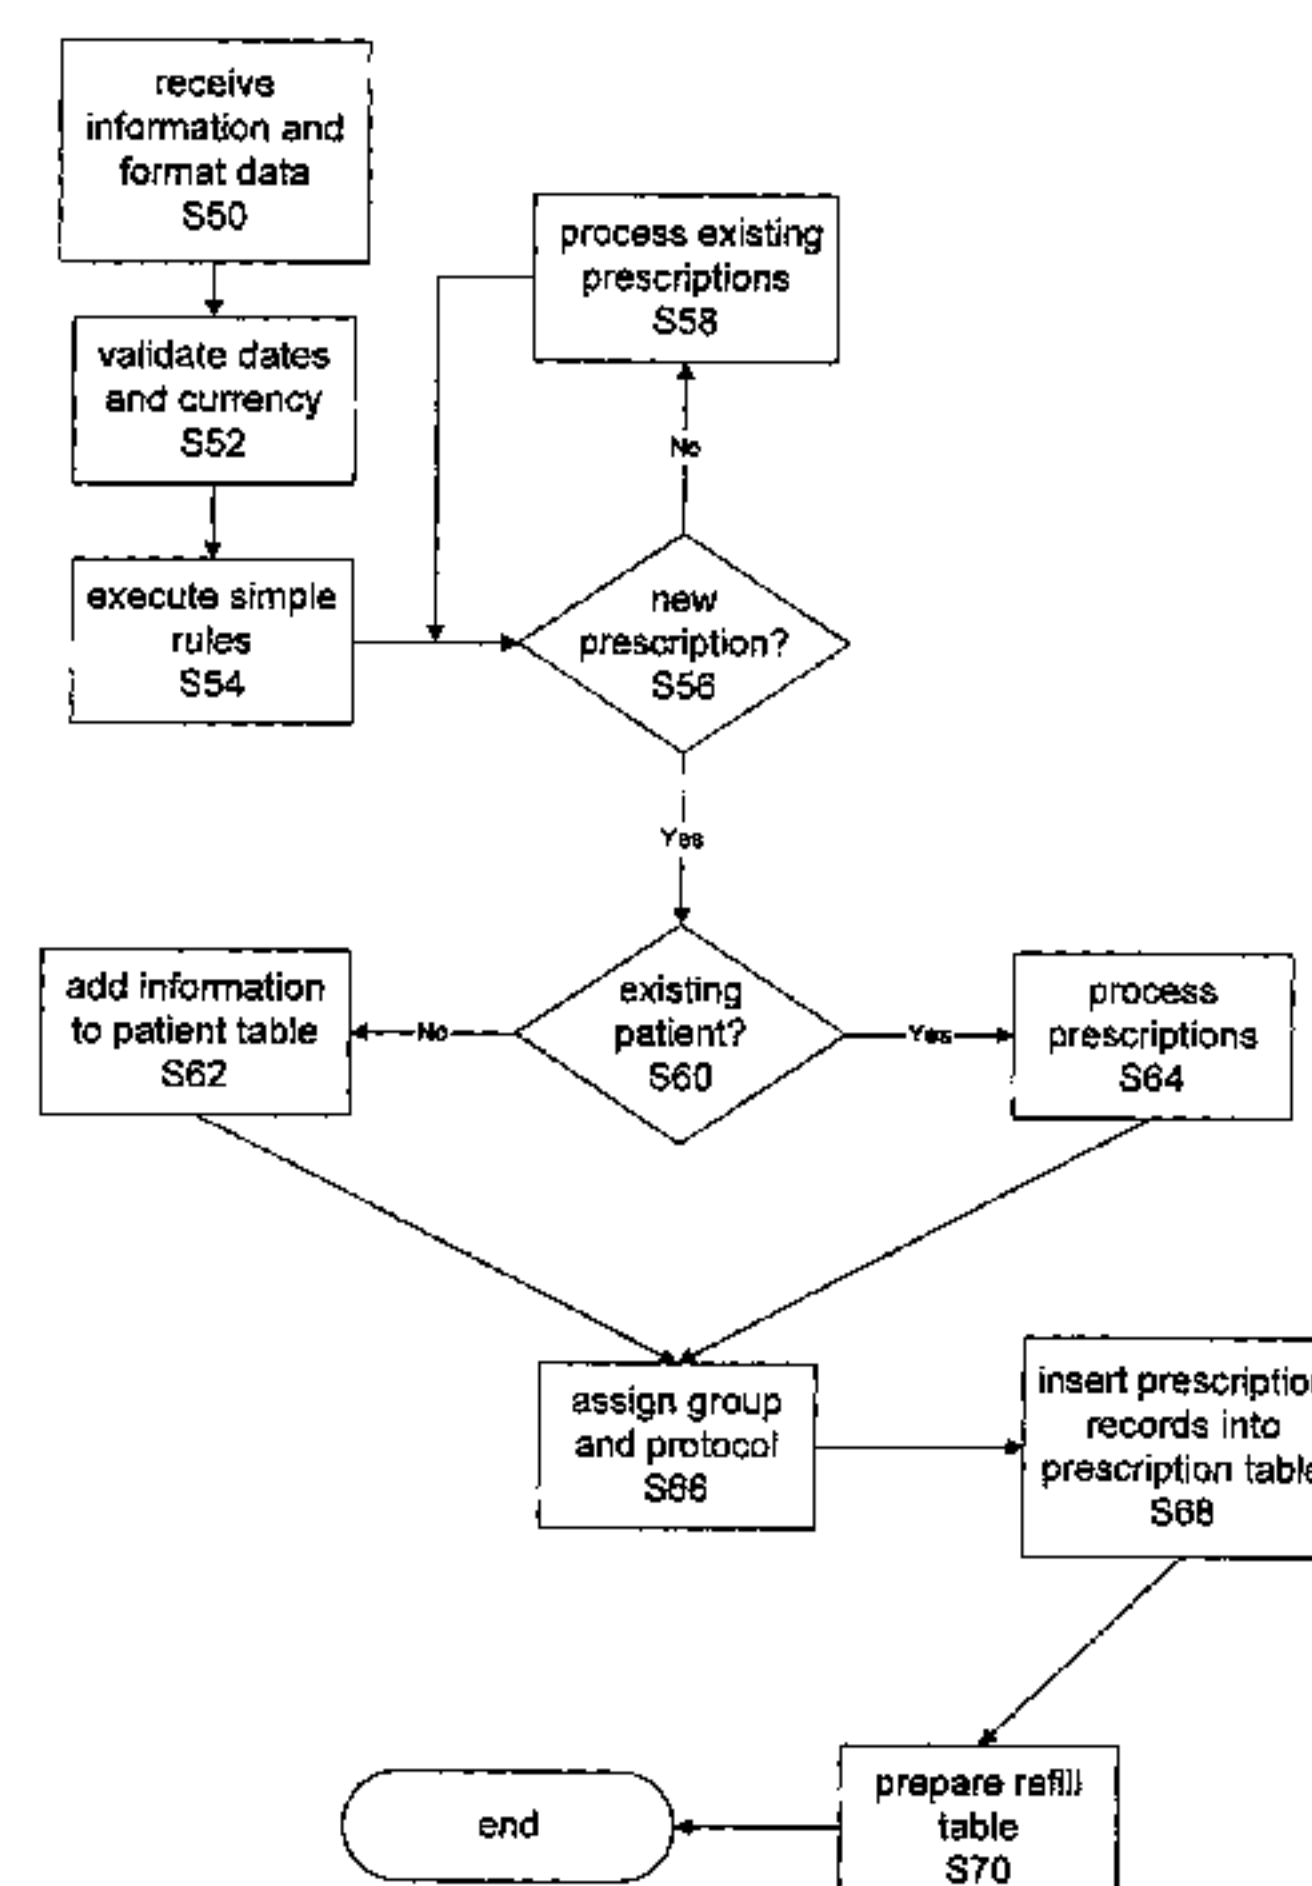 receive
information and
format data
S50
process existing
prescriptions
S58
validate dates
and currency
S52
No
execute simple
rules
S54
new
prescription?
S56
Yes
add information
to patient table
S62
No
existing
patient?
S60
Yes
process
prescriptions
S64
assign group
and protocol
S66
insert prescription
records into
prescription table
S68
end
prepare refill
table
S70